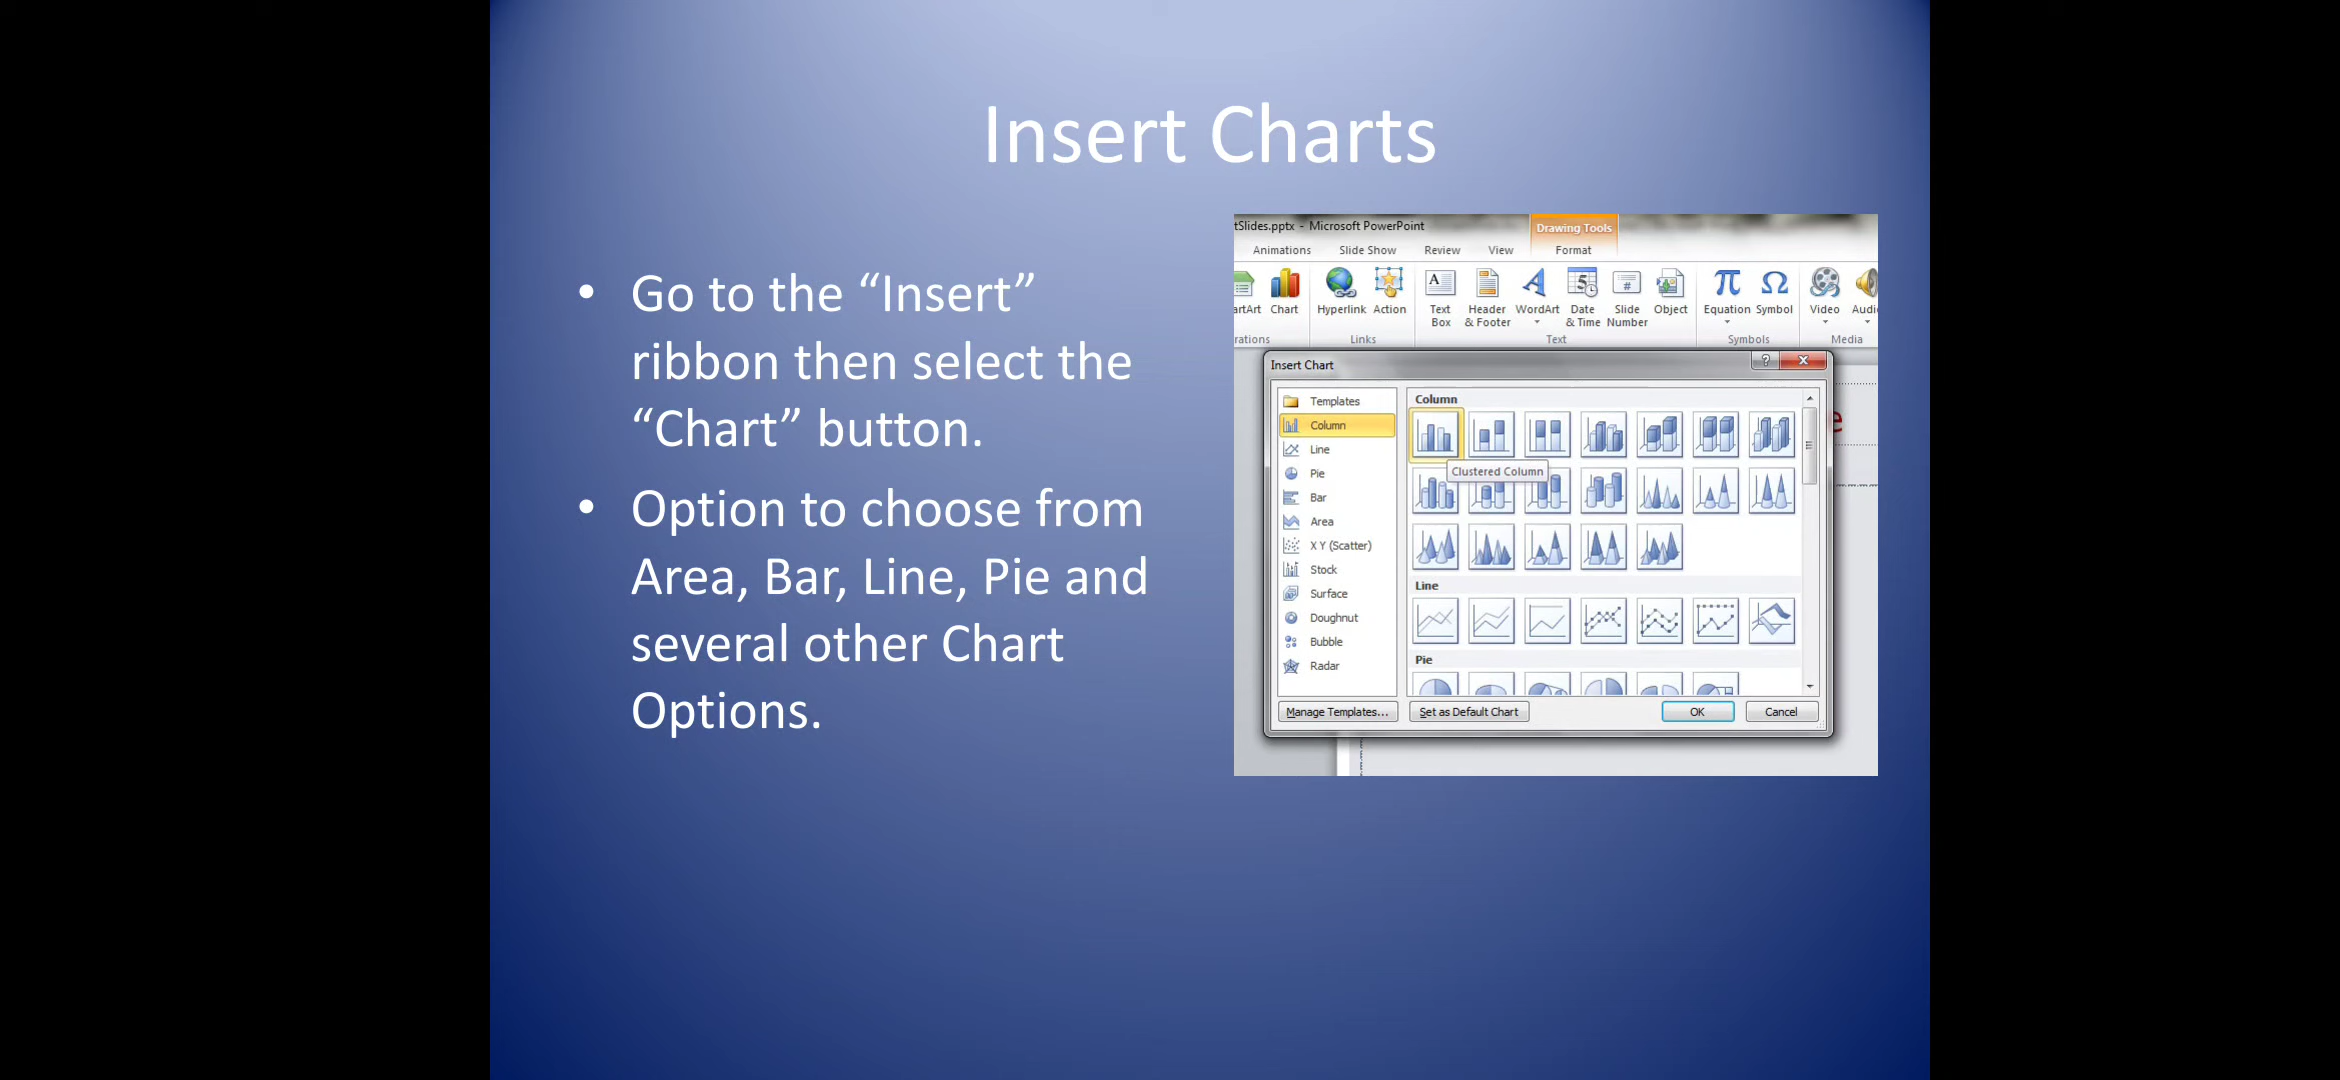 Insert Charts
• Go to the “Insert”
ribbon then select the
“Chart” button.
• Option to choose from
Area, Bar, Line, Pie and
several other Chart
Options.
tSlides.pptx - Microsoft PowerPoint
Drawing Tools
Animations Slide Show Review View Format
artArt Chart Hyperlink Action Text Header WordArt Date Slide Object Equation Symbol Video Audi
Box & Footer & Time Number
rations Links Text Symbols Media
Insert Chart
Templates
Column
Line
Pie
Bar
Area
X Y (Scatter)
Stock
Surface
Doughnut
Bubble
Radar
Column
Clustered Column
Line
Pie
Manage Templates... Set as Default Chart OK Cancel
e